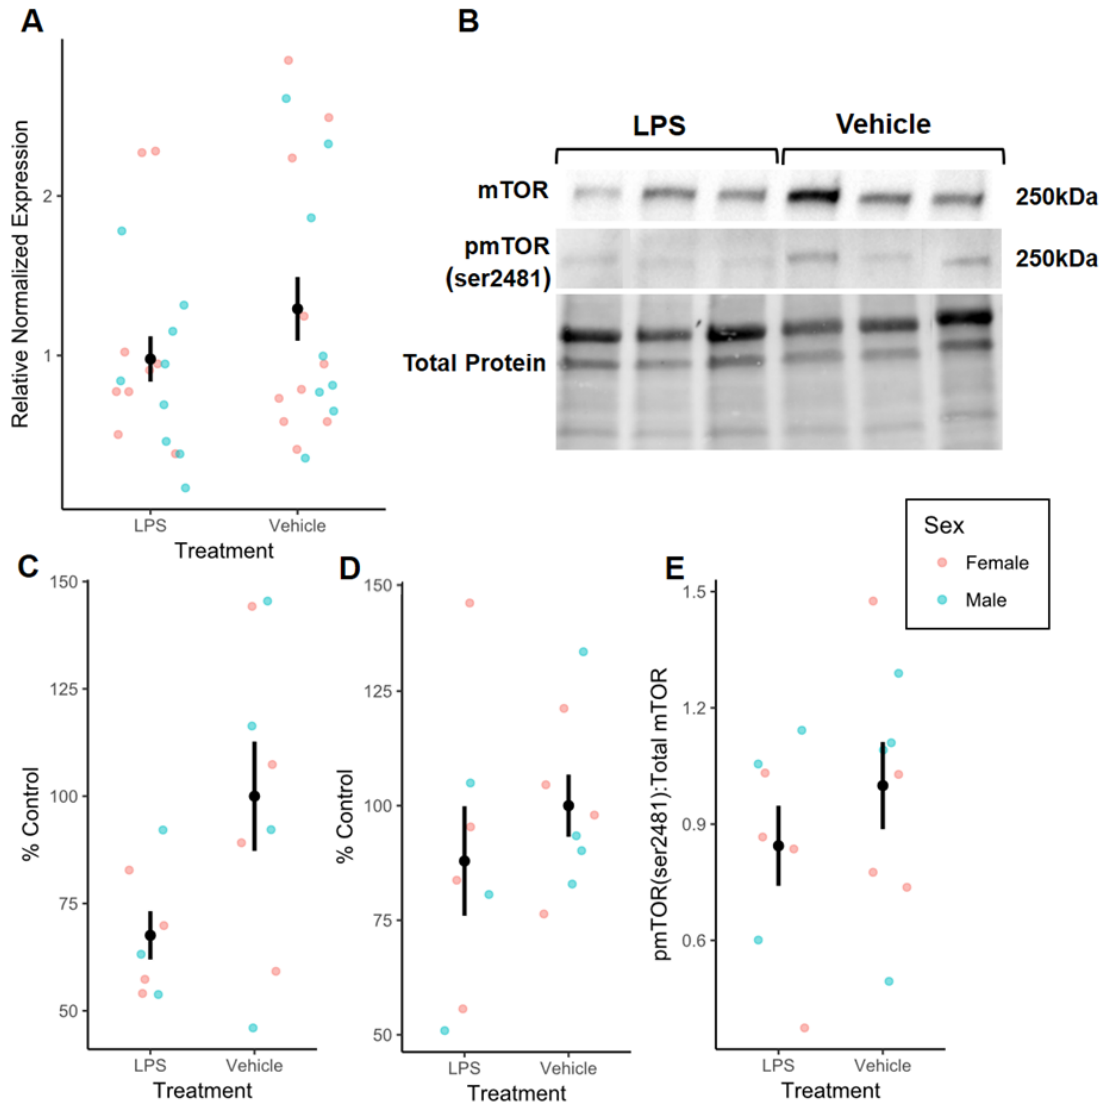 A
Relative Normalized Expression
2
1
LPS
Vehicle
Treatment
B
LPS
Vehicle
mTOR
250kDa
pmTOR
(ser2481)
250kDa
Total Protein
Sex
Female
Male
C
% Control
150
125
100
75
50
LPS
Vehicle
Treatment
D
% Control
150
125
100
75
50
LPS
Vehicle
Treatment
E
pmTOR(ser2481):Total mTOR
1.5
1.2
0.9
0.6
LPS
Vehicle
Treatment